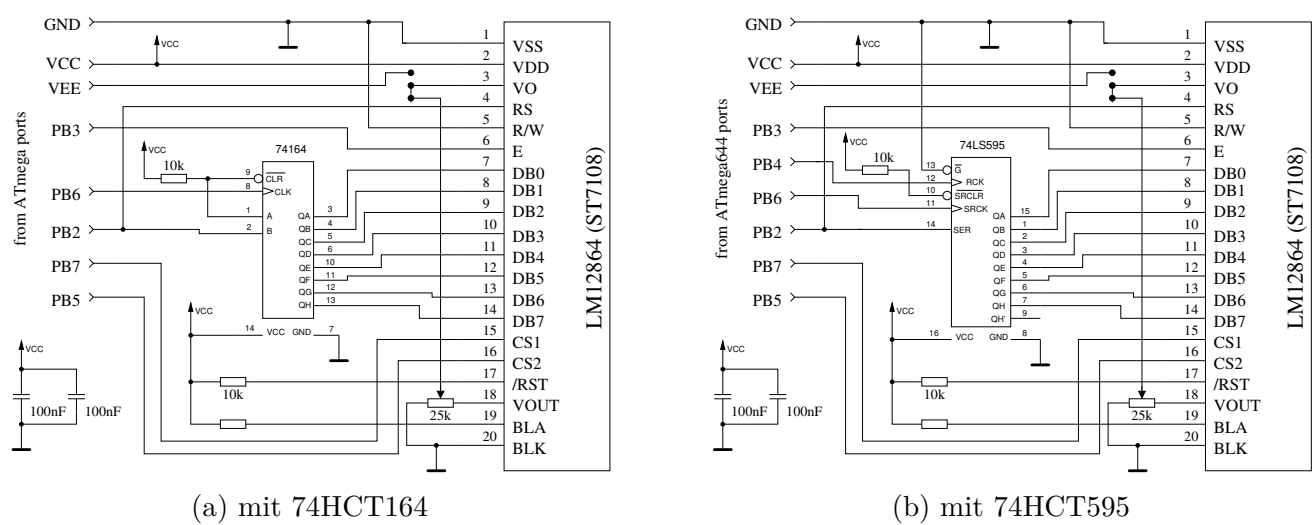 GND
VCC
VCC
VEE
PB3
PB6
PB2
PB7
PB5
from ATmega ports
VCC
10k
74164
9 CLR
8 CLK
1 A
2 B
QA 3
QB 4
QC 5
QD 6
QE 10
QF 11
QG 12
QH 13
14 VCC GND 7
VCC
10k
25k
VCC
100nF 100nF
1 VSS
2 VDD
3 VO
4 RS
5 R/W
6 E
7 DB0
8 DB1
9 DB2
10 DB3
11 DB4
12 DB5
13 DB6
14 DB7
15 CS1
16 CS2
17 /RST
18 VOUT
19 BLA
20 BLK
LM12864 (ST7108)
(a) mit 74HCT164
GND
VCC
VCC
VEE
PB3
PB4
PB6
PB2
PB7
PB5
from ATmega644 ports
VCC
10k
74LS595
13 G
12 RCK
10 SRCLR
11 SRCK
14 SER
QA 15
QB 1
QC 2
QD 3
QE 4
QF 5
QG 6
QH 7
QH' 9
16 VCC GND 8
VCC
10k
25k
VCC
100nF 100nF
1 VSS
2 VDD
3 VO
4 RS
5 R/W
6 E
7 DB0
8 DB1
9 DB2
10 DB3
11 DB4
12 DB5
13 DB6
14 DB7
15 CS1
16 CS2
17 /RST
18 VOUT
19 BLA
20 BLK
LM12864 (ST7108)
(b) mit 74HCT595